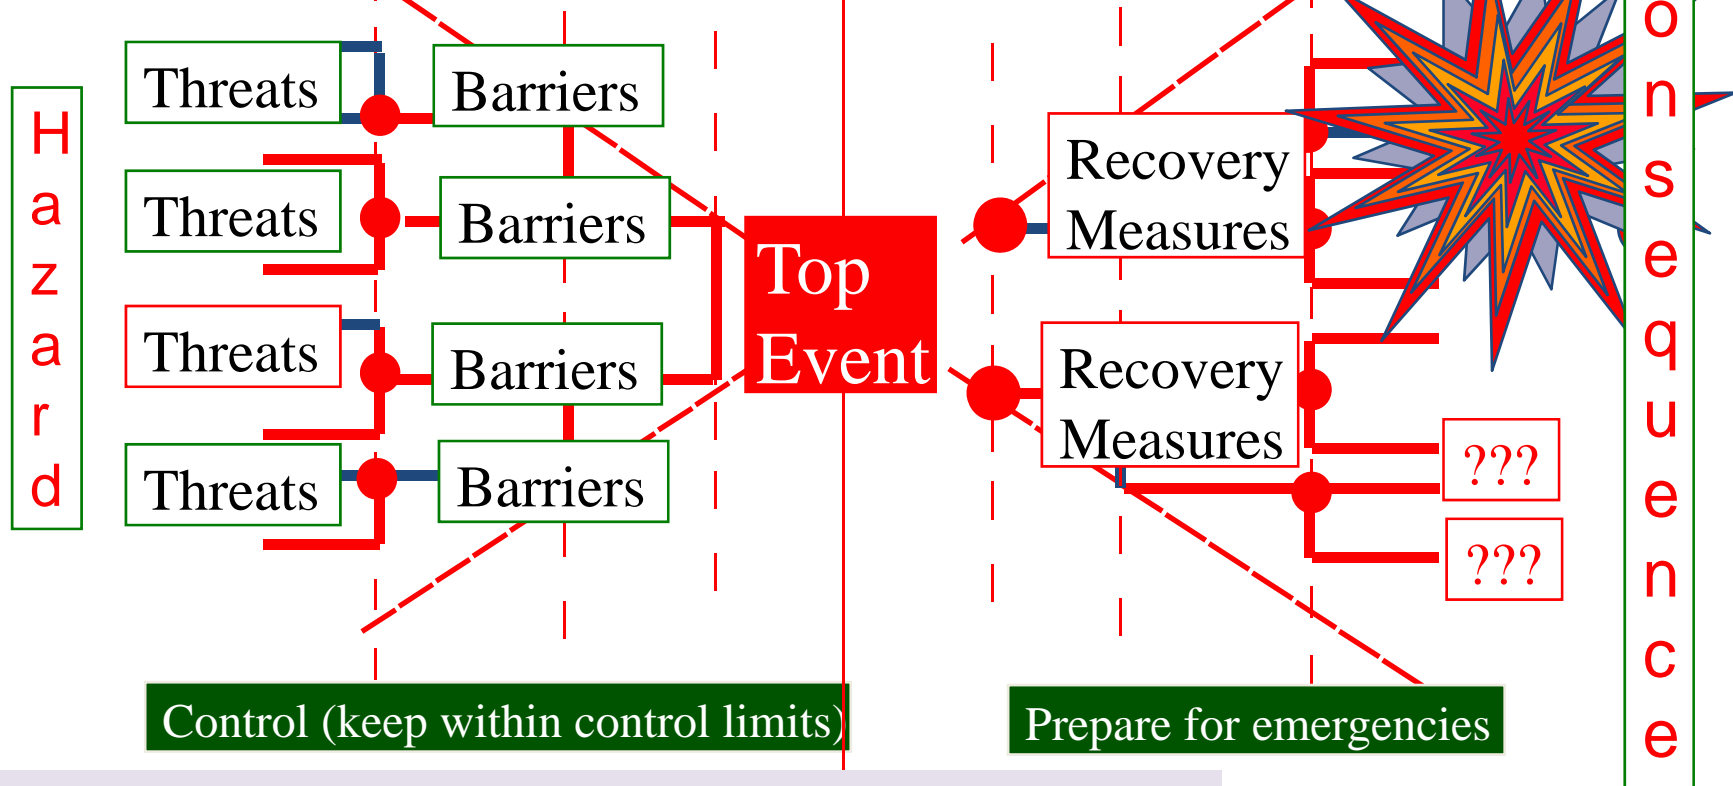 Hazard
Threats
Threats
Threats
Threats
Barriers
Barriers
Barriers
Barriers
Top
Event
Recovery
Measures
Recovery
Measures
???
???
onsequence
Control (keep within control limits)
Prepare for emergencies